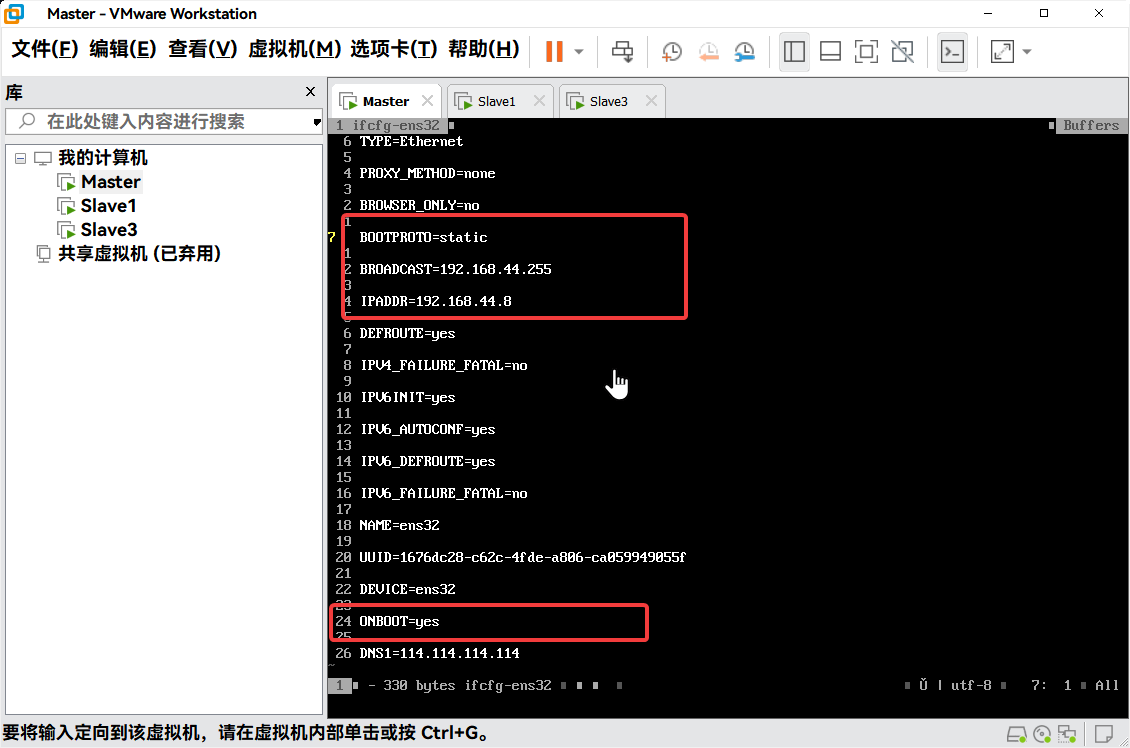 Master - VMware Workstation
文件(F) 编辑(E) 查看(V) 虚拟机(M) 选项卡(T) 帮助(H)
库
在此处键入内容进行搜索
我的计算机
Master
Slave1
Slave3
共享虚拟机 (已弃用)
Master Slave1 Slave3
1 ifcfg-ens32 Buffers
6 TYPE=Ethernet
5
4 PROXY_METHOD=none
3
2 BROWSER_ONLY=no
1
7 BOOTPROTO=static
1
2 BROADCAST=192.168.44.255
3
4 IPADDR=192.168.44.8
5
6 DEFROUTE=yes
7
8 IPV4_FAILURE_FATAL=no
9
10 IPV6INIT=yes
11
12 IPV6_AUTOCONF=yes
13
14 IPV6_DEFROUTE=yes
15
16 IPV6_FAILURE_FATAL=no
17
18 NAME=ens32
19
20 UUID=1676dc28-c62c-4fde-a806-ca059949055f
21
22 DEVICE=ens32
23
24 ONBOOT=yes
25
26 DNS1=114.114.114.114
~
1 - 330 bytes ifcfg-ens32 Ǔ | utf-8 7: 1 All
要将输入定向到该虚拟机，请在虚拟机内部单击或按 Ctrl+G。